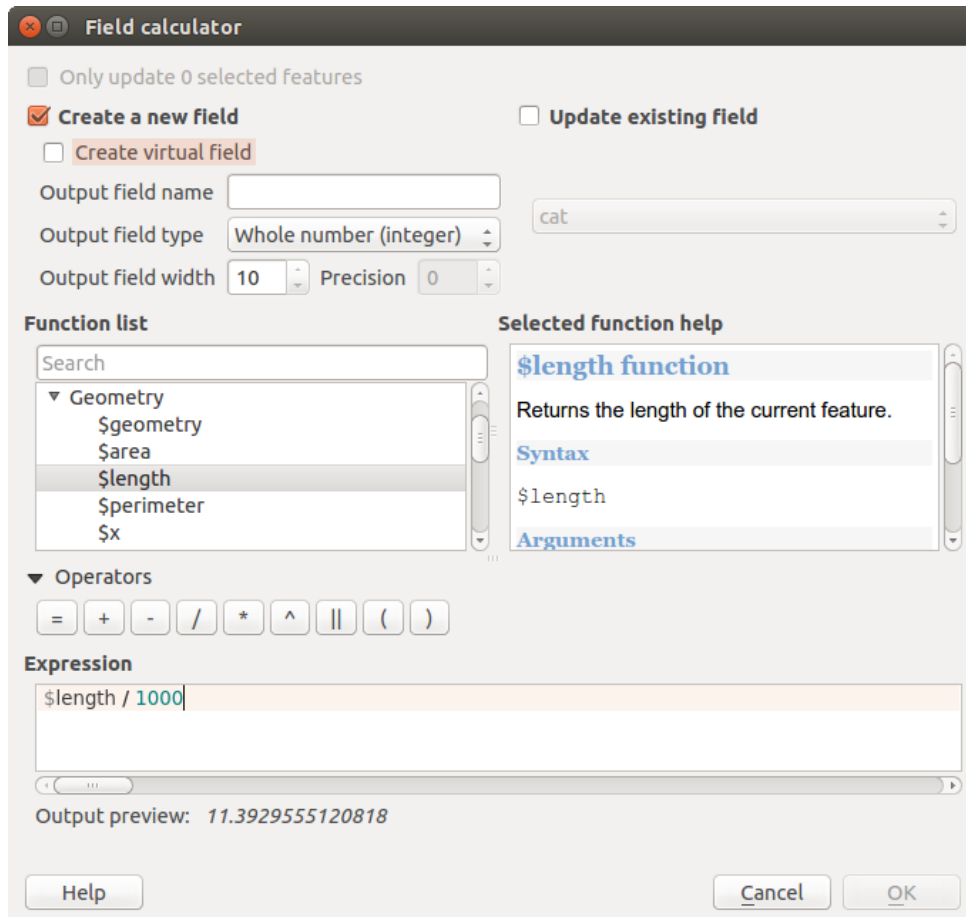 Field calculator
Only update 0 selected features
Create a new field
Update existing field
Create virtual field
Output field name
cat
Output field type Whole number (integer)
Output field width 10 Precision 0
Function list
Search
Geometry
$geometry
$area
$length
$perimeter
$x
Selected function help
$length function
Returns the length of the current feature.
Syntax
$length
Arguments
Operators
= + - / * ^ || ( )
Expression
$length / 1000
Output preview: 11.3929555120818
Help Cancel OK